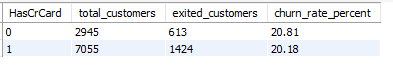 HasCrCard total_customers exited_customers churn_rate_percent
0 2945 613 20.81
1 7055 1424 20.18